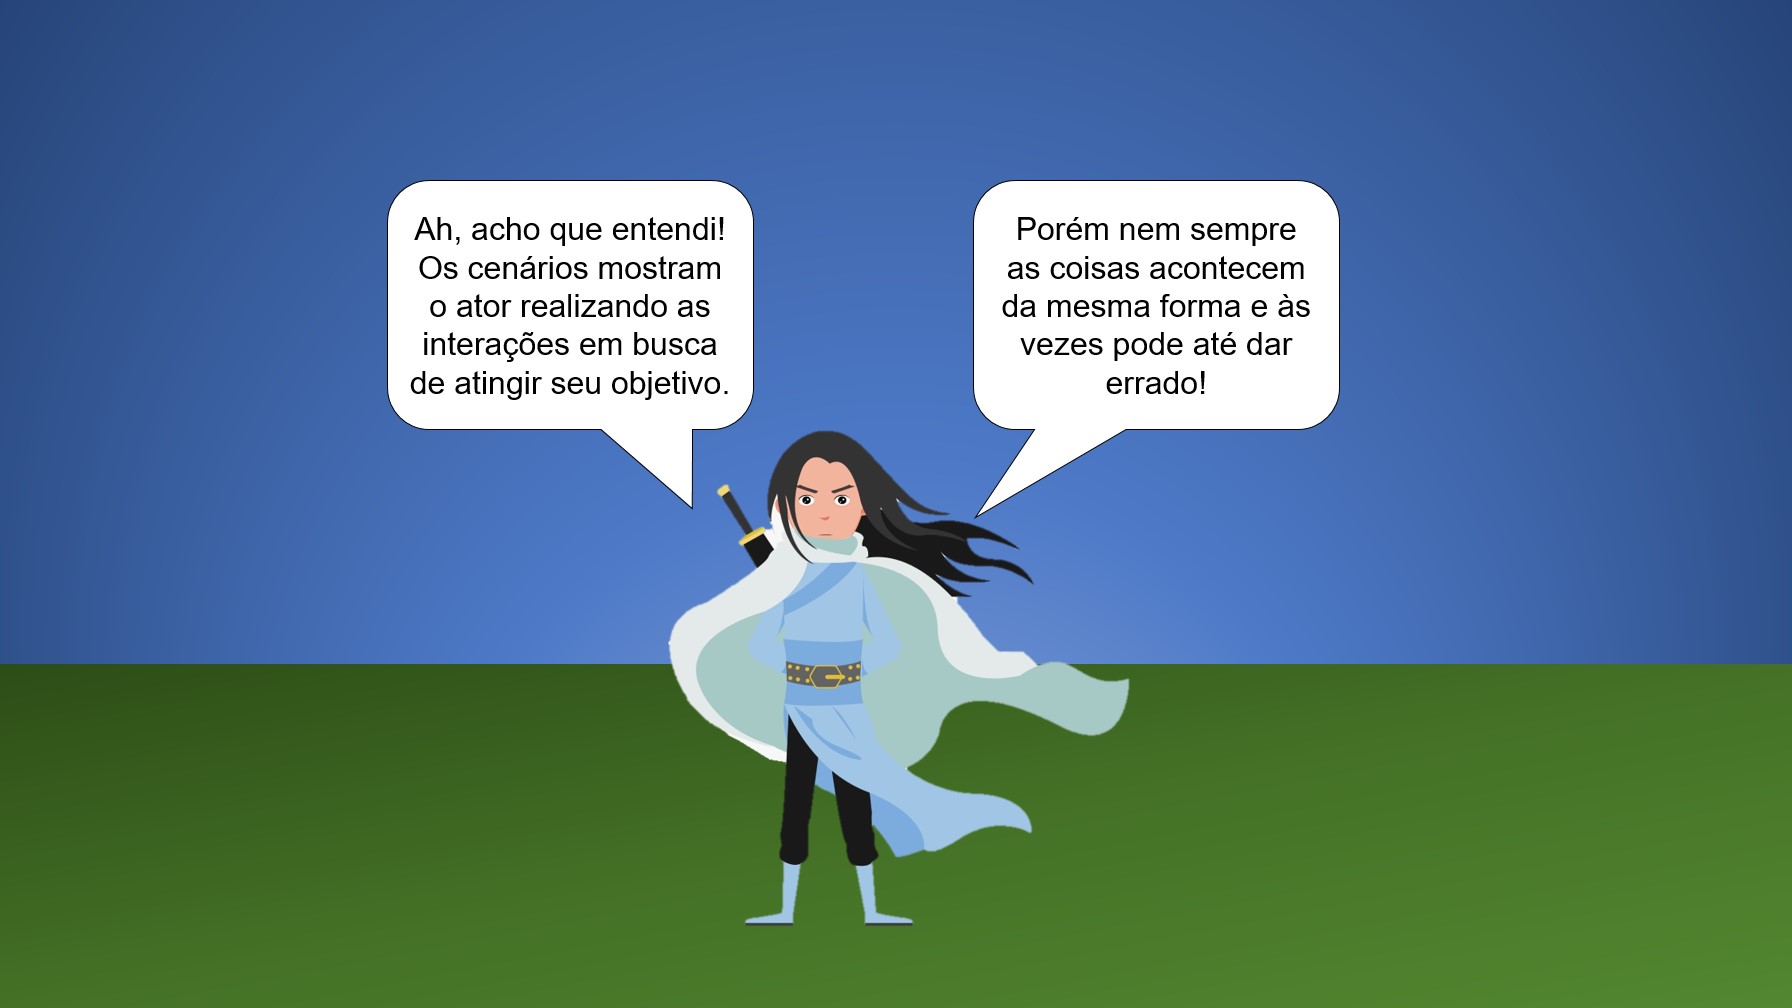 Ah, acho que entendi!
Os cenários mostram
o ator realizando as
interações em busca
de atingir seu objetivo.
Porém nem sempre
as coisas acontecem
da mesma forma e às
vezes pode até dar
errado!